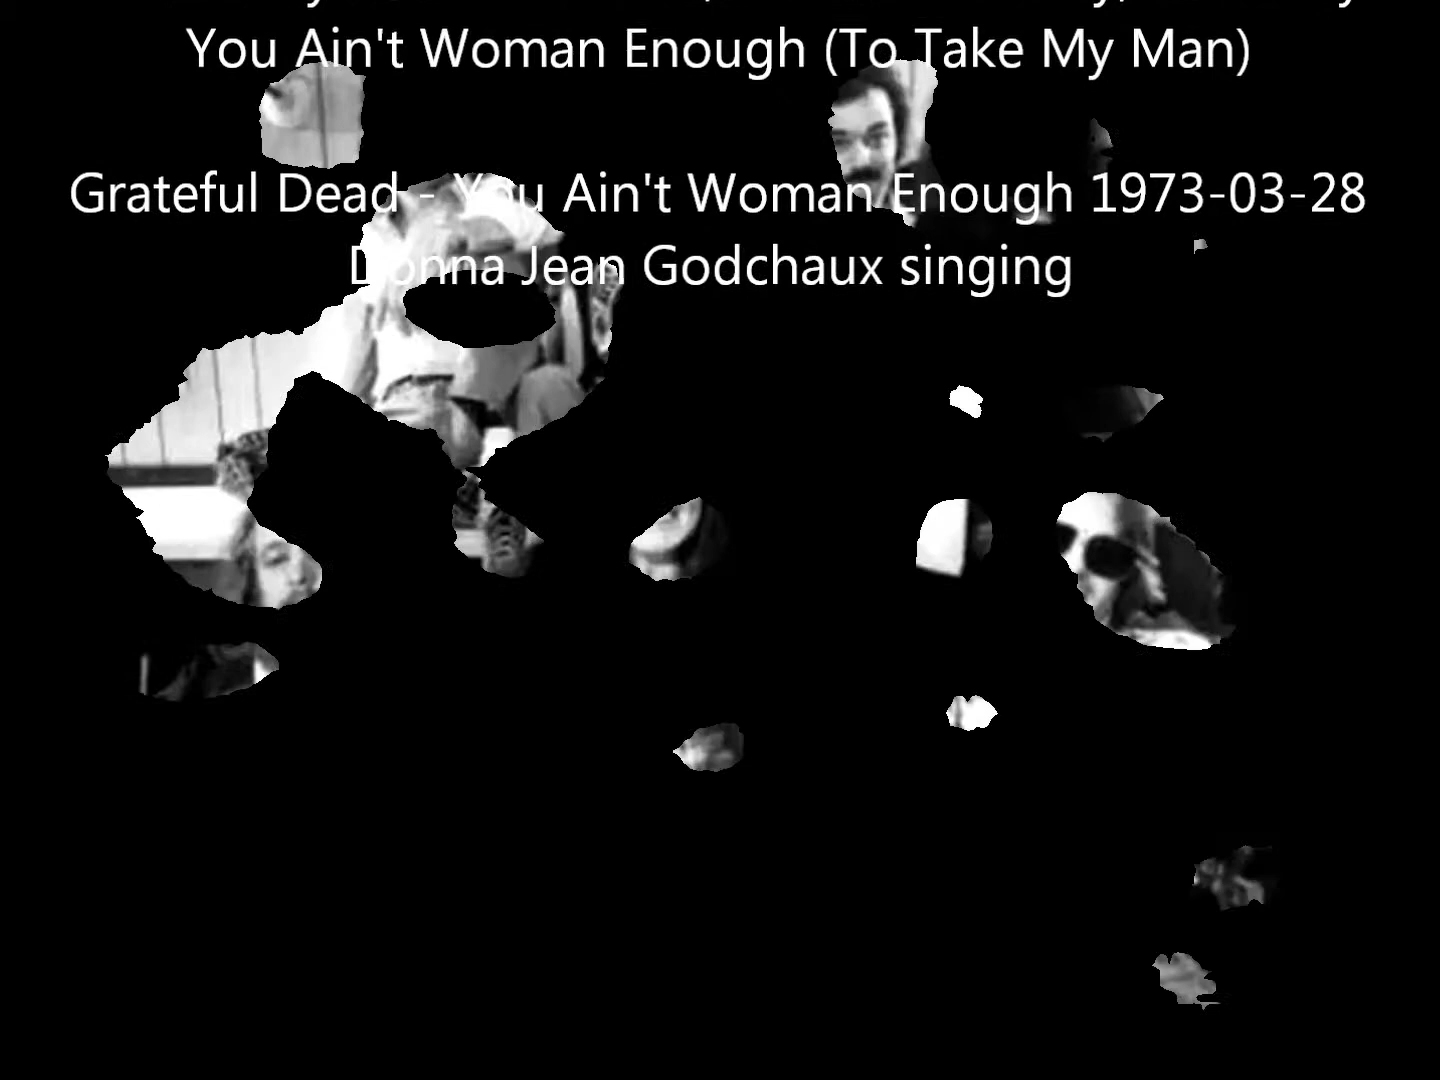 You Ain't Woman Enough (To Take My Man)
Grateful Dead - You Ain't Woman Enough 1973-03-28
Donna Jean Godchaux singing